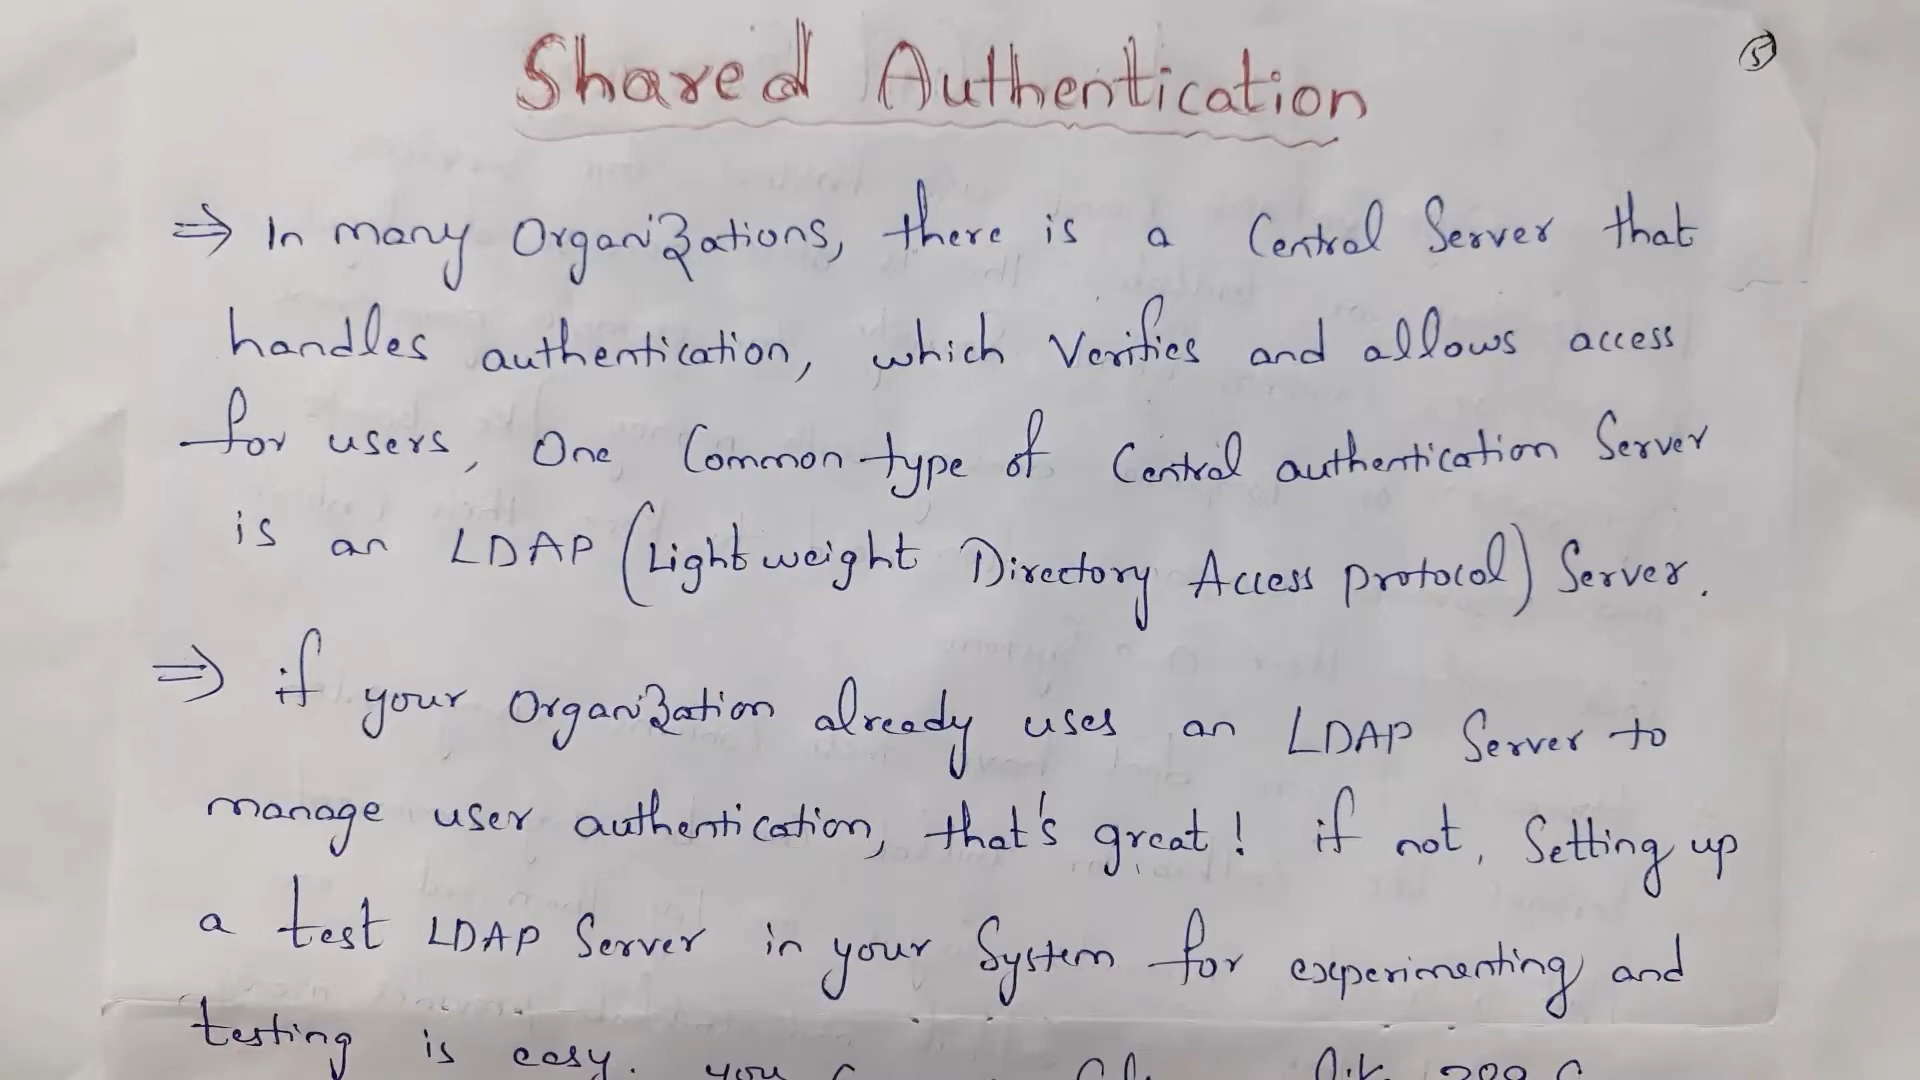 Shared Authentication
5
⇒ In many Organizations, there is a Central Server that
handles authentication, which Verifies and allows access
for users, One Common type of Central authentication Server
is an LDAP (Lightweight Directory Access protocol) Server.
⇒ if your Organization already uses an LDAP Server to
manage user authentication, that's great! if not, Setting up
a test LDAP Server in your System for experimenting and
testing is easy. you